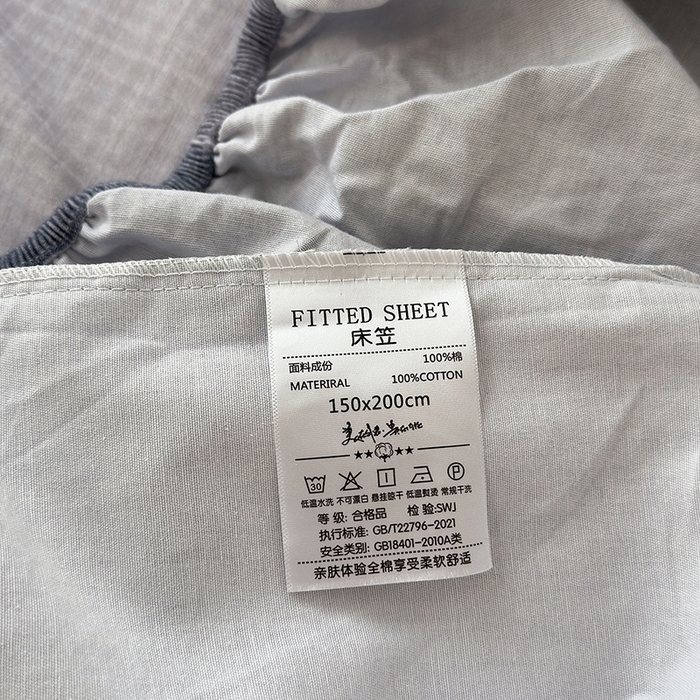 FITTED SHEET
床笠
面料成份 100%棉
MATERIRAL 100%COTTON
150x200cm
30
P
低温水洗 不可漂白 悬挂晾干 低温熨烫 常规干洗
等 级: 合格品 检 验:SWJ
执行标准: GB/T22796-2021
安全类别: GB18401-2010A类
亲肤体验全棉享受柔软舒适